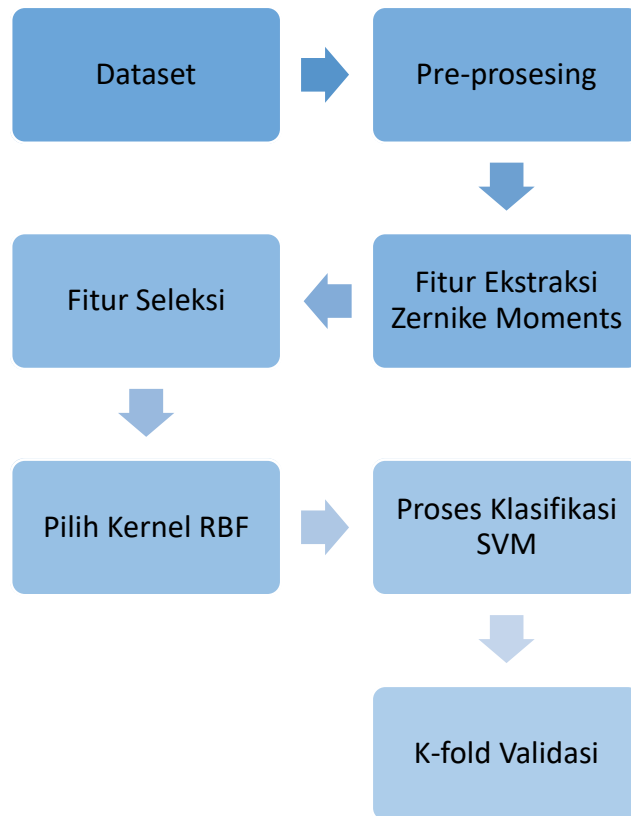 Dataset
Pre-prosesing
Fitur Ekstraksi
Zernike Moments
Fitur Seleksi
Pilih Kernel RBF
Proses Klasifikasi
SVM
K-fold Validasi